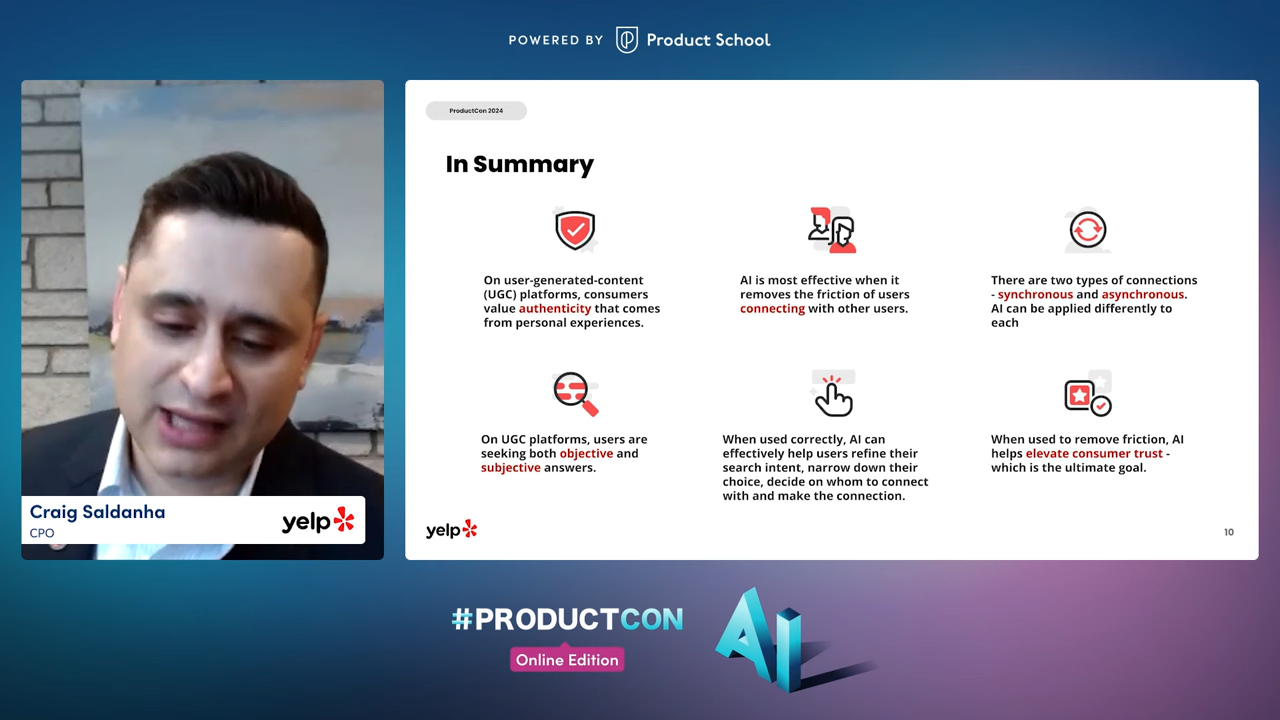 POWERED BY Product School
ProductCon 2024
In Summary
On user-generated-content
(UGC) platforms, consumers
value authenticity that comes
from personal experiences.
AI is most effective when it
removes the friction of users
connecting with other users.
There are two types of connections
- synchronous and asynchronous.
AI can be applied differently to
each
On UGC platforms, users are
seeking both objective and
subjective answers.
When used correctly, AI can
effectively help users refine their
search intent, narrow down their
choice, decide on whom to connect
with and make the connection.
When used to remove friction, AI
helps elevate consumer trust -
which is the ultimate goal.
yelp
10
Craig Saldanha
CPO
yelp
#PRODUCTCON
Online Edition
AI